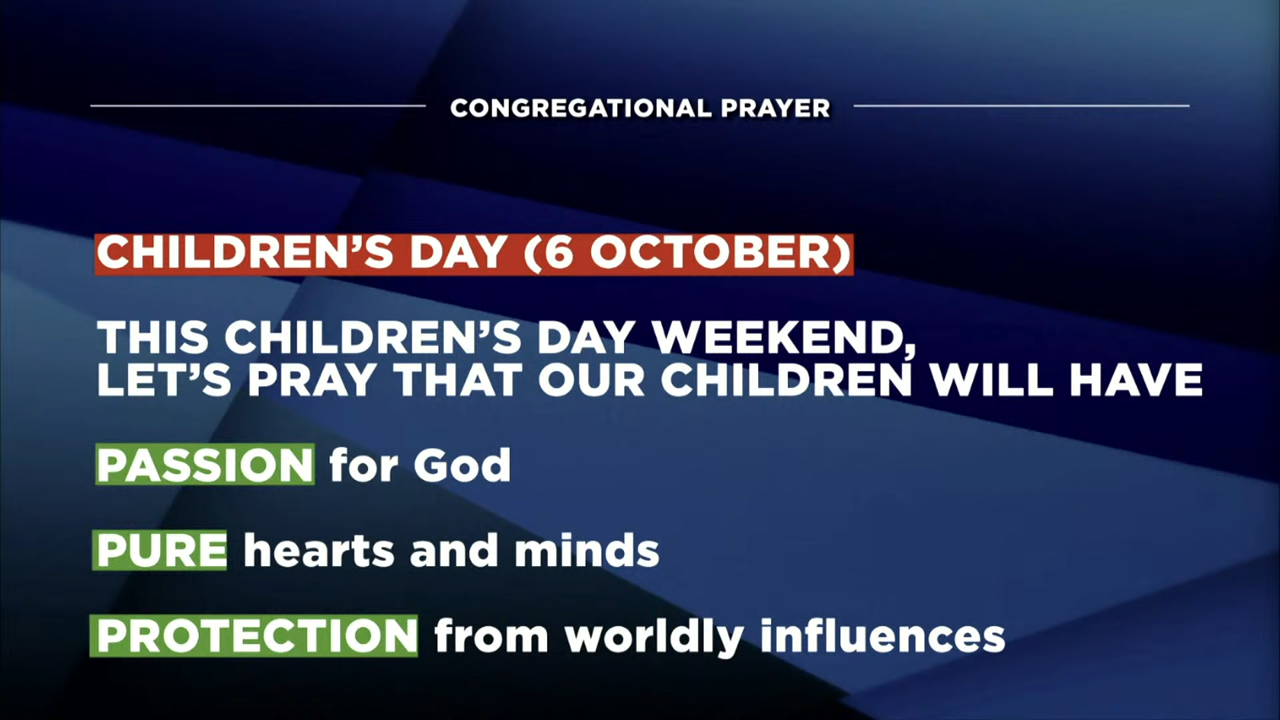 CONGREGATIONAL PRAYER
CHILDREN’S DAY (6 OCTOBER)
THIS CHILDREN’S DAY WEEKEND,
LET’S PRAY THAT OUR CHILDREN WILL HAVE
PASSION for God
PURE hearts and minds
PROTECTION from worldly influences